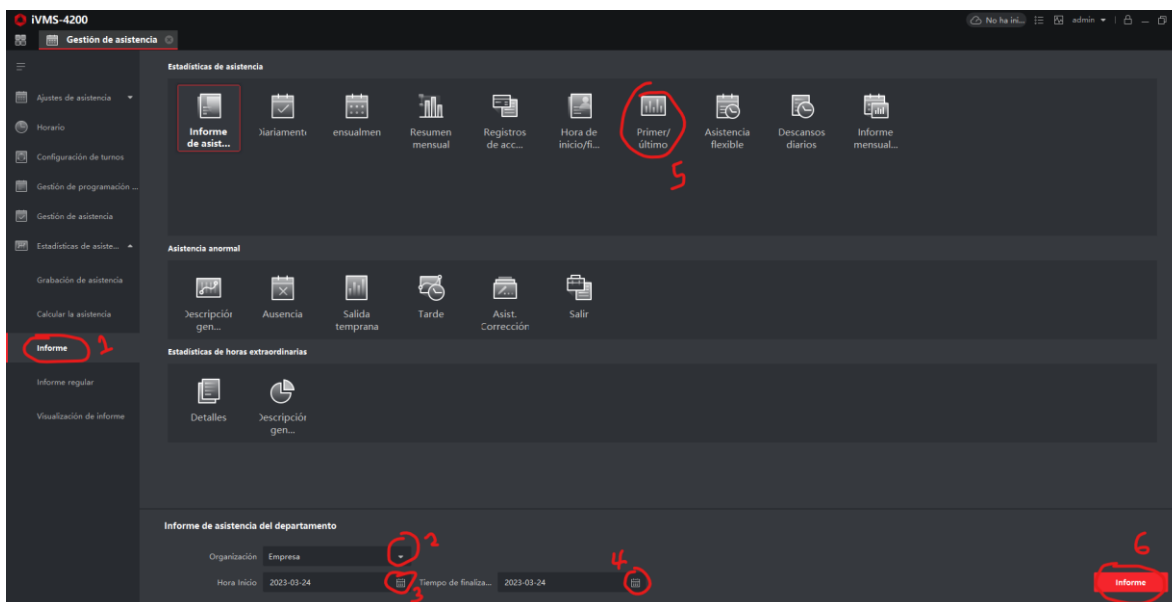 iVMS-4200
No ha ini...
admin
Gestión de asistencia
Ajustes de asistencia
Horario
Configuración de turnos
Gestión de programación ...
Gestión de asistencia
Estadísticas de asiste...
Grabación de asistencia
Calcular la asistencia
Informe
1
Informe regular
Visualización de informe
Estadísticas de asistencia
Informe
de asist...
Diariamente
ensualmen
Resumen
mensual
Registros
de acc...
Hora de
inicio/fi...
Primer/
último
5
Asistencia
flexible
Descansos
diarios
Informe
mensual...
Asistencia anormal
Descripción
gen...
Ausencia
Salida
temprana
Tarde
Asist.
Corrección
Salir
Estadísticas de horas extraordinarias
Detalles
Descripción
gen...
Informe de asistencia del departamento
Organización Empresa
2
Hora Inicio 2023-03-24
3
Tiempo de finaliza... 2023-03-24
4
6
Informe